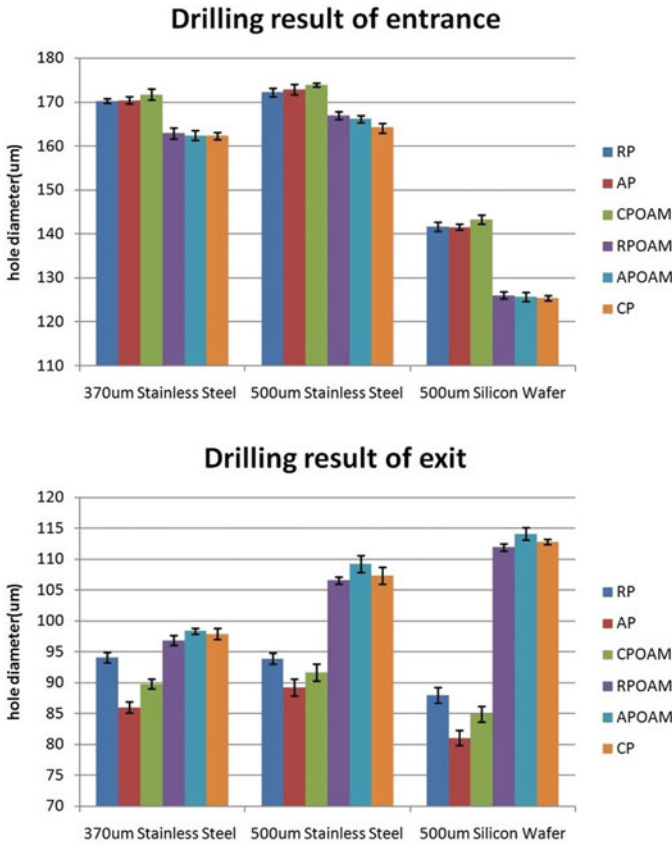 Drilling result of entrance
hole diameter(um)
180
170
160
150
140
130
120
110
370um Stainless Steel 500um Stainless Steel 500um Silicon Wafer
RP
AP
CPOAM
RPOAM
APOAM
CP
Drilling result of exit
hole diameter(um)
120
115
110
105
100
95
90
85
80
75
70
370um Stainless Steel 500um Stainless Steel 500um Silicon Wafer
RP
AP
CPOAM
RPOAM
APOAM
CP